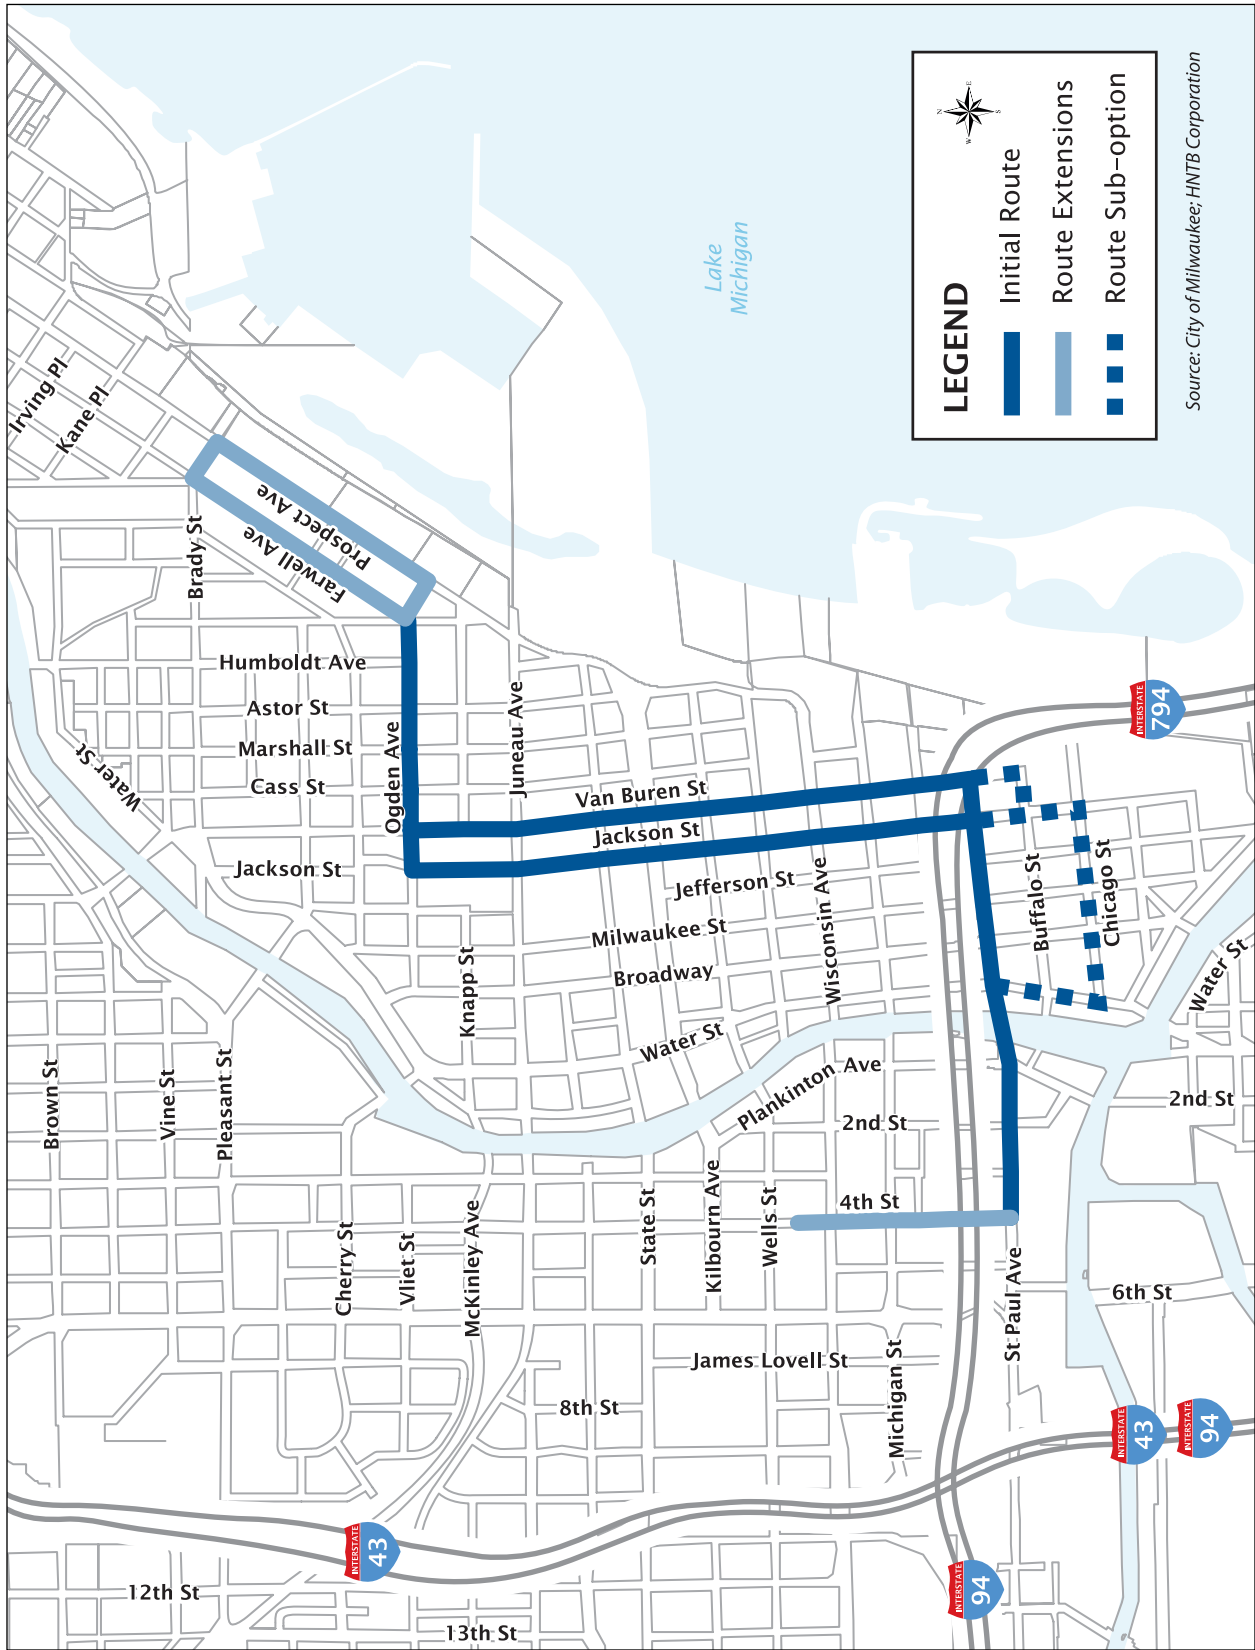 Irving Pl
Kane Pl
Brady St
Farwell Ave
Prospect Ave
Humboldt Ave
Astor St
Marshall St
Cass St
Water St
Ogden Ave
Juneau Ave
Jackson St
Van Buren St
Jackson St
Jefferson St
Milwaukee St
Broadway
Water St
Wisconsin Ave
Knapp St
Buffalo St
Chicago St
Water St
Brown St
Vine St
Pleasant St
Plankinton Ave
2nd St
2nd St
4th St
Cherry St
Vliet St
McKinley Ave
State St
Kilbourn Ave
Wells St
St Paul Ave
6th St
James Lovell St
Michigan St
8th St
12th St
13th St
INTERSTATE
43
INTERSTATE
94
INTERSTATE
43
INTERSTATE
94
INTERSTATE
794
Lake
Michigan
LEGEND
N
W
E
S
Initial Route
Route Extensions
Route Sub-option
Source: City of Milwaukee; HNTB Corporation